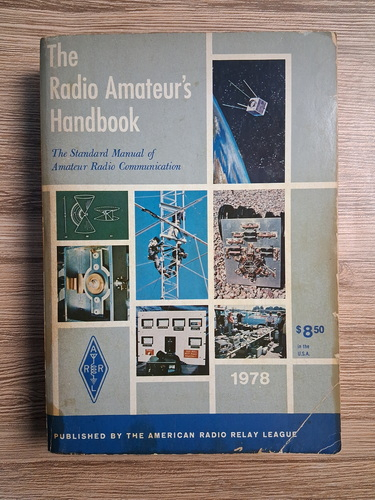 The
Radio Amateur's
Handbook
The Standard Manual of
Amateur Radio Communication
$8.50
in the
U.S.A.
A
R R
L
1978
PUBLISHED BY THE AMERICAN RADIO RELAY LEAGUE